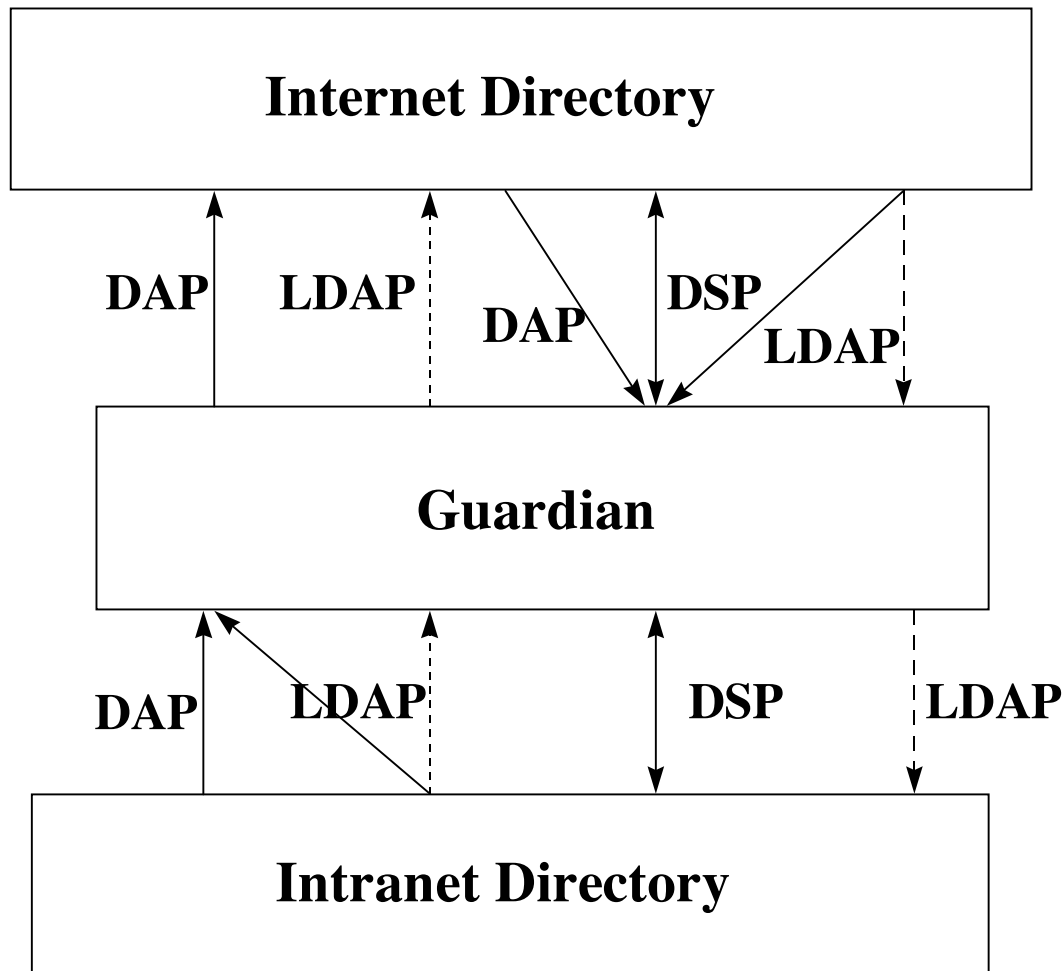 Internet Directory
DAP
LDAP
DAP
DSP
LDAP
Guardian
DAP
LDAP
DSP
LDAP
Intranet Directory